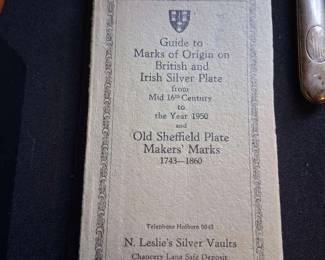 Guide to
Marks of Origin on
British and
Irish Silver Plate
from
Mid 16th Century
to
the Year 1950
and
Old Sheffield Plate
Makers' Marks
1743—1860
Telephone Holborn
N. Leslie's Silver Vaults
Chancery Lane Safe Deposit